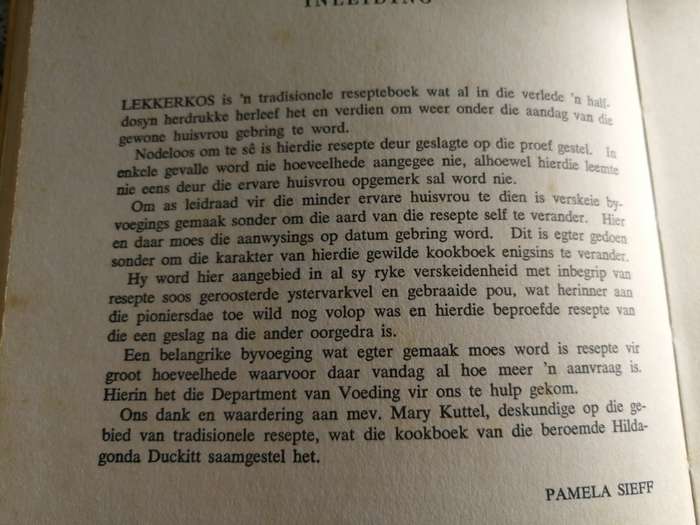 INLEIDING
LEKKERKOS is 'n tradisionele resepteboek wat al in die verlede 'n half-
dosyn herdrukke herleef het en verdien om weer onder die aandag van die
gewone huisvrou gebring te word.
Nodeloos om te sê is hierdie resepte deur geslagte op die proef gestel. In
enkele gevalle word nie hoeveelhede aangegee nie, alhoewel hierdie leemte
nie eens deur die ervare huisvrou opgemerk sal word nie.
Om as leidraad vir die minder ervare huisvrou te dien is verskeie by-
voegings gemaak sonder om die aard van die resepte self te verander. Hier
en daar moes die aanwysings op datum gebring word. Dit is egter gedoen
sonder om die karakter van hierdie gewilde kookboek enigsins te verander.
Hy word hier aangebied in al sy ryke verskeidenheid met inbegrip van
resepte soos geroosterde ystervarkvel en gebraaide pou, wat herinner aan
die pioniersdae toe wild nog volop was en hierdie beproefde resepte van
die een geslag na die ander oorgedra is.
Een belangrike byvoeging wat egter gemaak moes word is resepte vir
groot hoeveelhede waarvoor daar vandag al hoe meer 'n aanvraag is.
Hierin het die Department van Voeding vir ons te hulp gekom.
Ons dank en waardering aan mev. Mary Kuttel, deskundige op die ge-
bied van tradisionele resepte, wat die kookboek van die beroemde Hilda-
gonda Duckitt saamgestel het.
PAMELA SIEFF